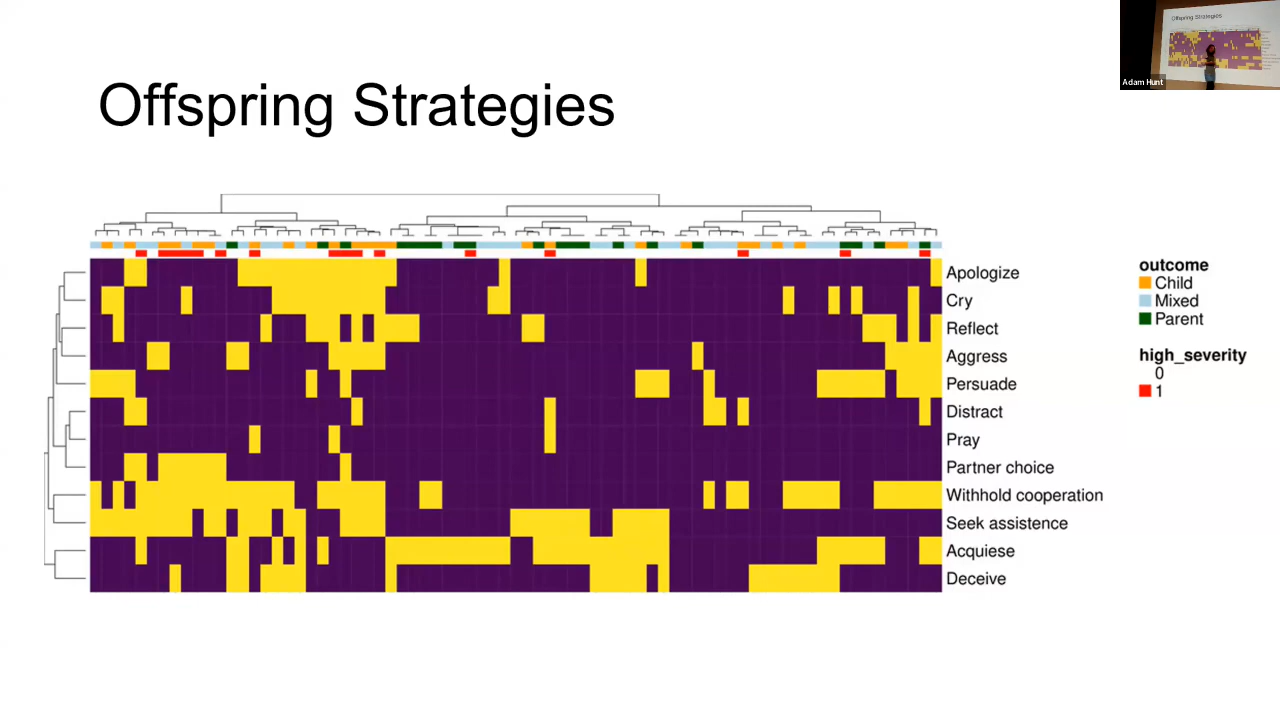 Offspring Strategies
Offspring Strategies
Adam Hunt
Apologize
Cry
Reflect
Aggress
Persuade
Distract
Pray
Partner choice
Withhold cooperation
Seek assistance
Acquiese
Deceive
outcome
Child
Mixed
Parent
high_severity
0
1